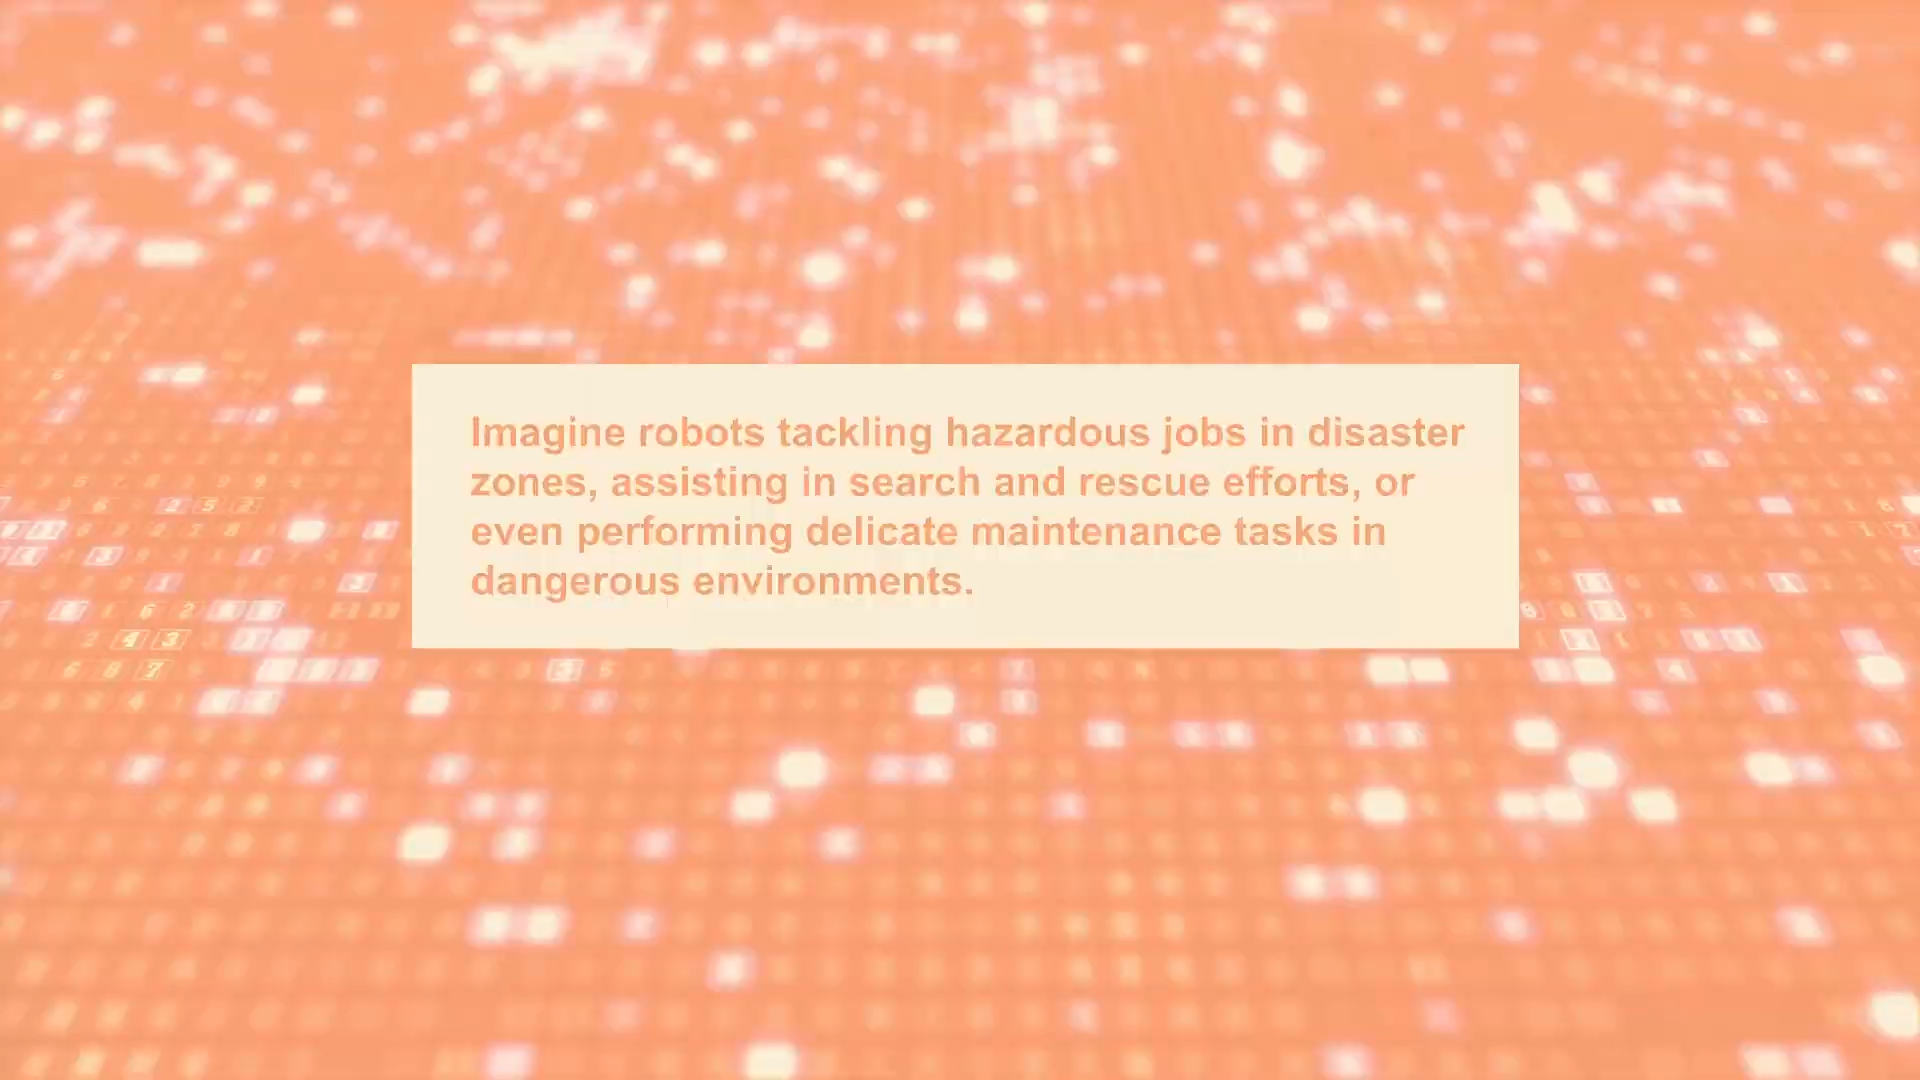 Imagine robots tackling hazardous jobs in disaster
zones, assisting in search and rescue efforts, or
even performing delicate maintenance tasks in
dangerous environments.